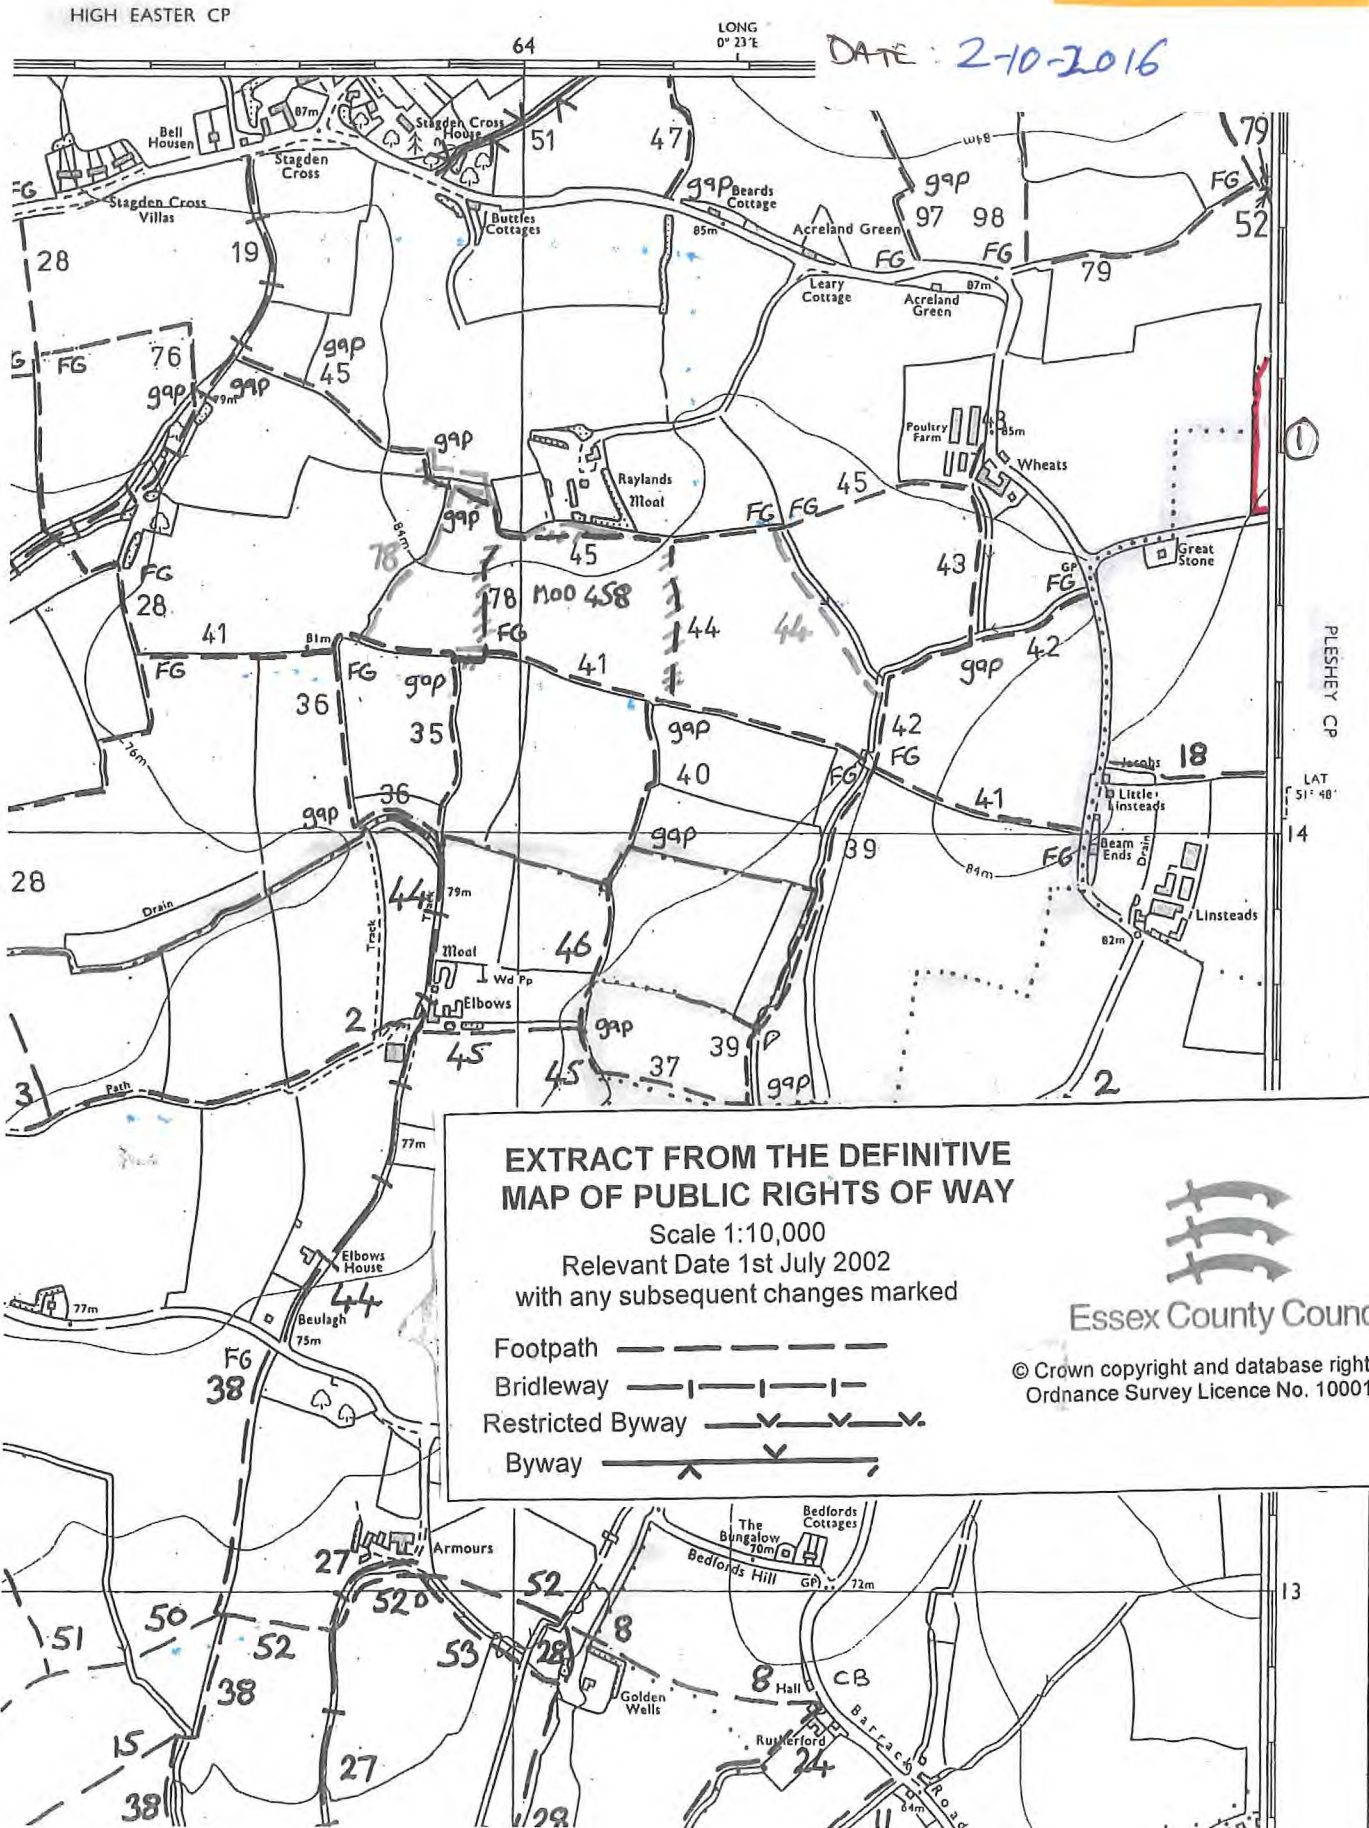 HIGH EASTER CP
64
LONG
0° 23'E
DATE : 2-10-2016
87m
Bell
Housen
Stagden Cross
House
51
47
84m
79
Stagden
Cross
gap
Beards
Cottage
gap
FG
FG
Stagden Cross
Villas
Buttles
Cottages
85m
Acreland Green
97
98
52
28
19
FG
FG
79
Leary
Cottage
87m
Acreland
Green
G
FG
76
gap
45
gap
gap
79m
Poultry
Farm
43
85m
1
gap
Wheats
Raylands
Moat
45
gap
FG
FG
84m
78
45
43
Great
Stone
GP
FG
FG
28
78
MOD 458
44
44
PLESHEY CP
41
81m
FG
42
FG
FG
gap
41
gap
36
35
gap
42
FG
76m
FG
Jacobs
18
40
LAT
51° 48'
36
41
Little
Linsteads
gap
14
gap
39
Beam
Ends
Drain
28
FG
84m
44
79m
Drain
Track
Track
Linsteads
46
82m
Moat
Wd Pp
Elbows
2
gap
45
39
45
37
3
Path
gap
2
EXTRACT FROM THE DEFINITIVE
MAP OF PUBLIC RIGHTS OF WAY
Scale 1:10,000
Relevant Date 1st July 2002
with any subsequent changes marked
Footpath
Bridleway
Restricted Byway
Byway
Essex County Counc
© Crown copyright and database right
Ordnance Survey Licence No. 10001
77m
Elbows
House
44
77m
Beulagh
75m
FG
38
Bedfords
Cottages
The
Bungalow
70m
Armours
Bedfords Hill
27
GP
72m
52
52
13
50
51
52
53
28
8
38
8
Hall
CB
Golden
Wells
Barrack Road
15
Rutherford
24
27
38
28
64m
11